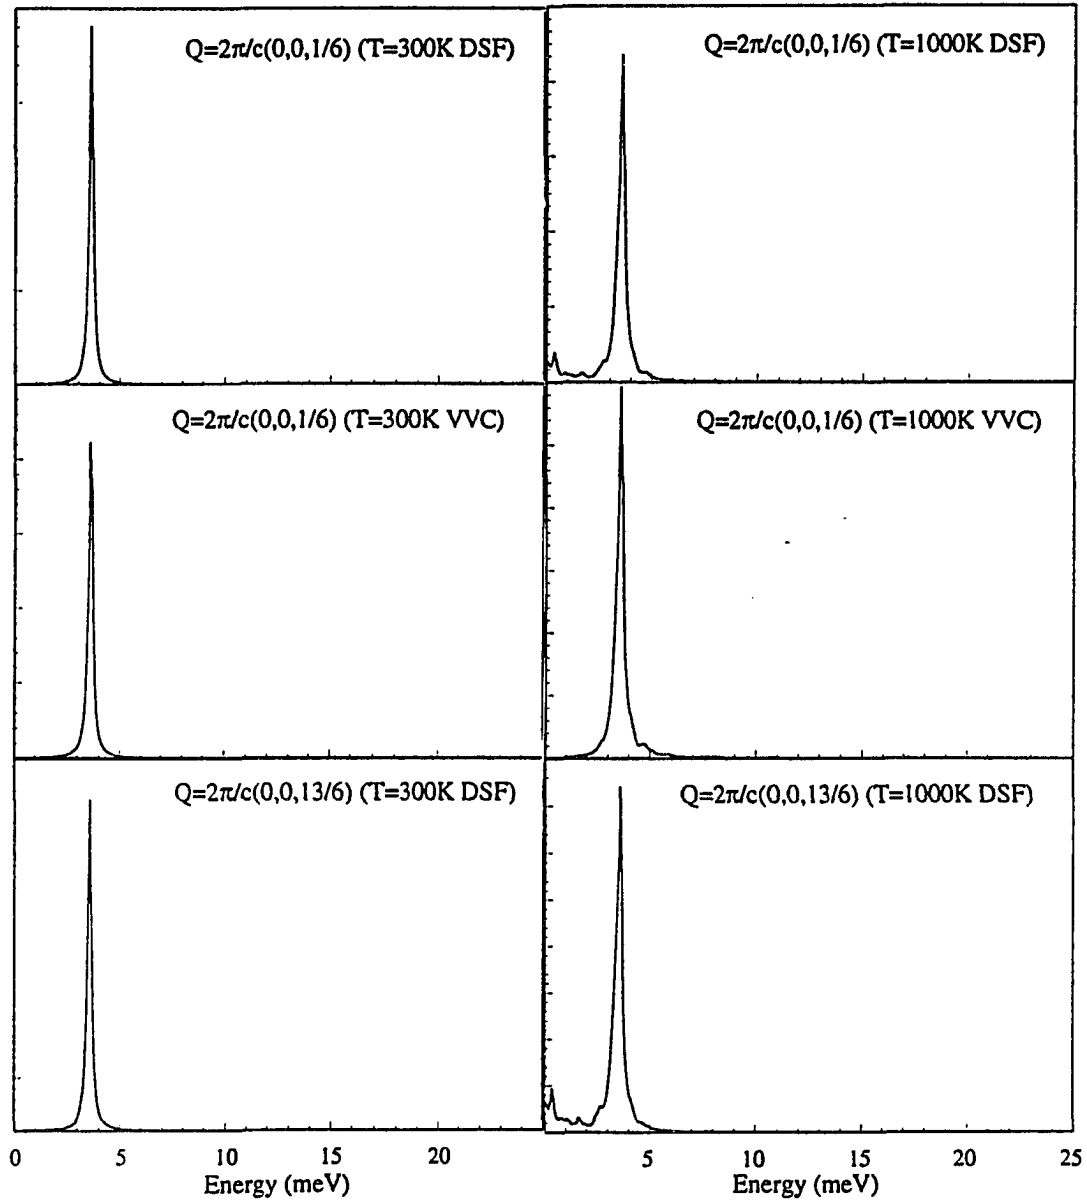 Q=2π/c(0,0,1/6) (T=300K DSF)
Q=2π/c(0,0,1/6) (T=1000K DSF)
Q=2π/c(0,0,1/6) (T=300K VVC)
Q=2π/c(0,0,1/6) (T=1000K VVC)
Q=2π/c(0,0,13/6) (T=300K DSF)
Q=2π/c(0,0,13/6) (T=1000K DSF)
0 5 10 15 20 5 10 15 20 25
Energy (meV) Energy (meV)